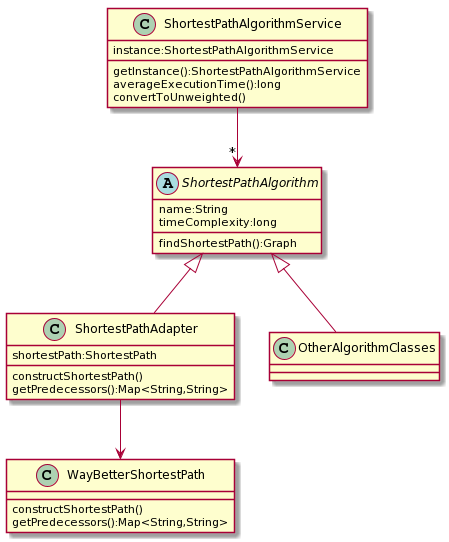 C ShortestPathAlgorithmService
instance:ShortestPathAlgorithmService
getInstance():ShortestPathAlgorithmService
averageExecutionTime():long
convertToUnweighted()
*
A ShortestPathAlgorithm
name:String
timeComplexity:long
findShortestPath():Graph
C ShortestPathAdapter
shortestPath:ShortestPath
constructShortestPath()
getPredecessors():Map<String,String>
C OtherAlgorithmClasses
C WayBetterShortestPath
constructShortestPath()
getPredecessors():Map<String,String>